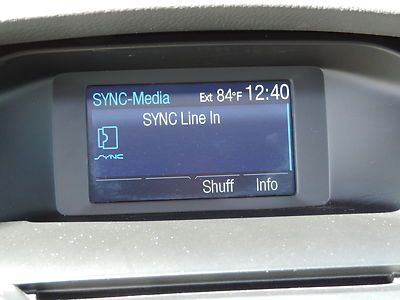 SYNC-Media Ext 84°F 12:40
SYNC Line In
SYNC
Shuff Info